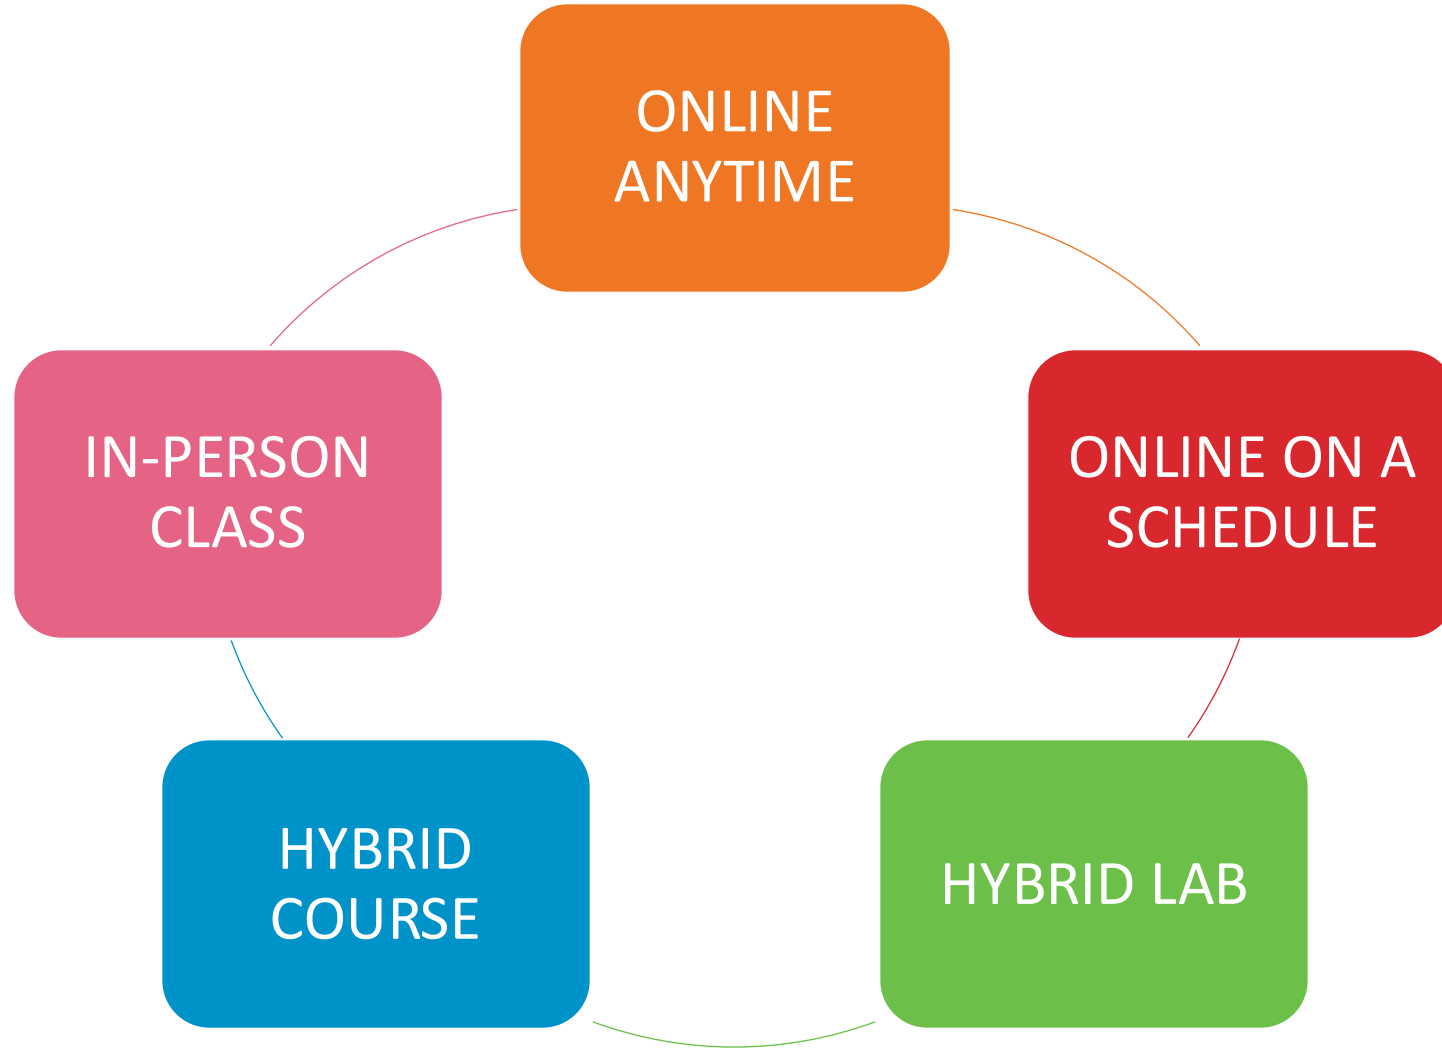 ONLINE
ANYTIME
IN-PERSON
CLASS
ONLINE ON A
SCHEDULE
HYBRID
COURSE
HYBRID LAB